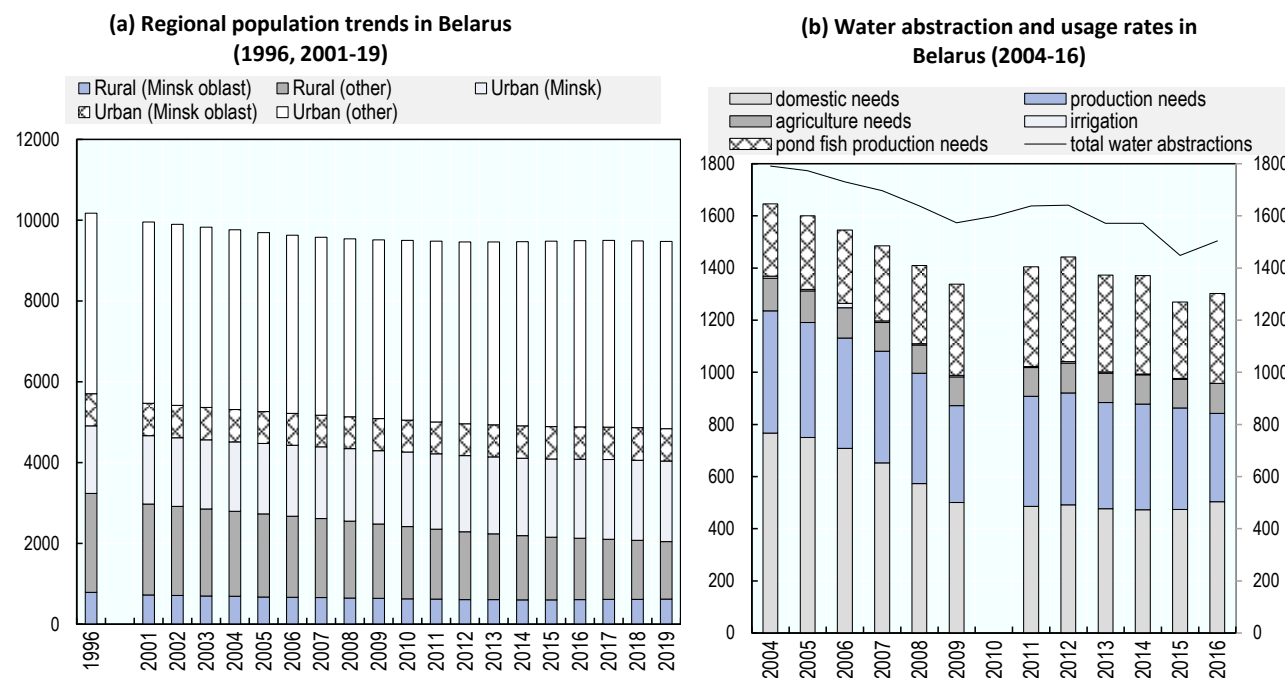 (a) Regional population trends in Belarus
(1996, 2001-19)
Rural (Minsk oblast) Rural (other) Urban (Minsk)
Urban (Minsk oblast) Urban (other)
12000
10000
8000
6000
4000
2000
0
1996 2001 2002 2003 2004 2005 2006 2007 2008 2009 2010 2011 2012 2013 2014 2015 2016 2017 2018 2019
(b) Water abstraction and usage rates in
Belarus (2004-16)
domestic needs production needs
agriculture needs irrigation
pond fish production needs total water abstractions
1800 1800
1600 1600
1400 1400
1200 1200
1000 1000
800 800
600 600
400 400
200 200
0 0
2004 2005 2006 2007 2008 2009 2010 2011 2012 2013 2014 2015 2016